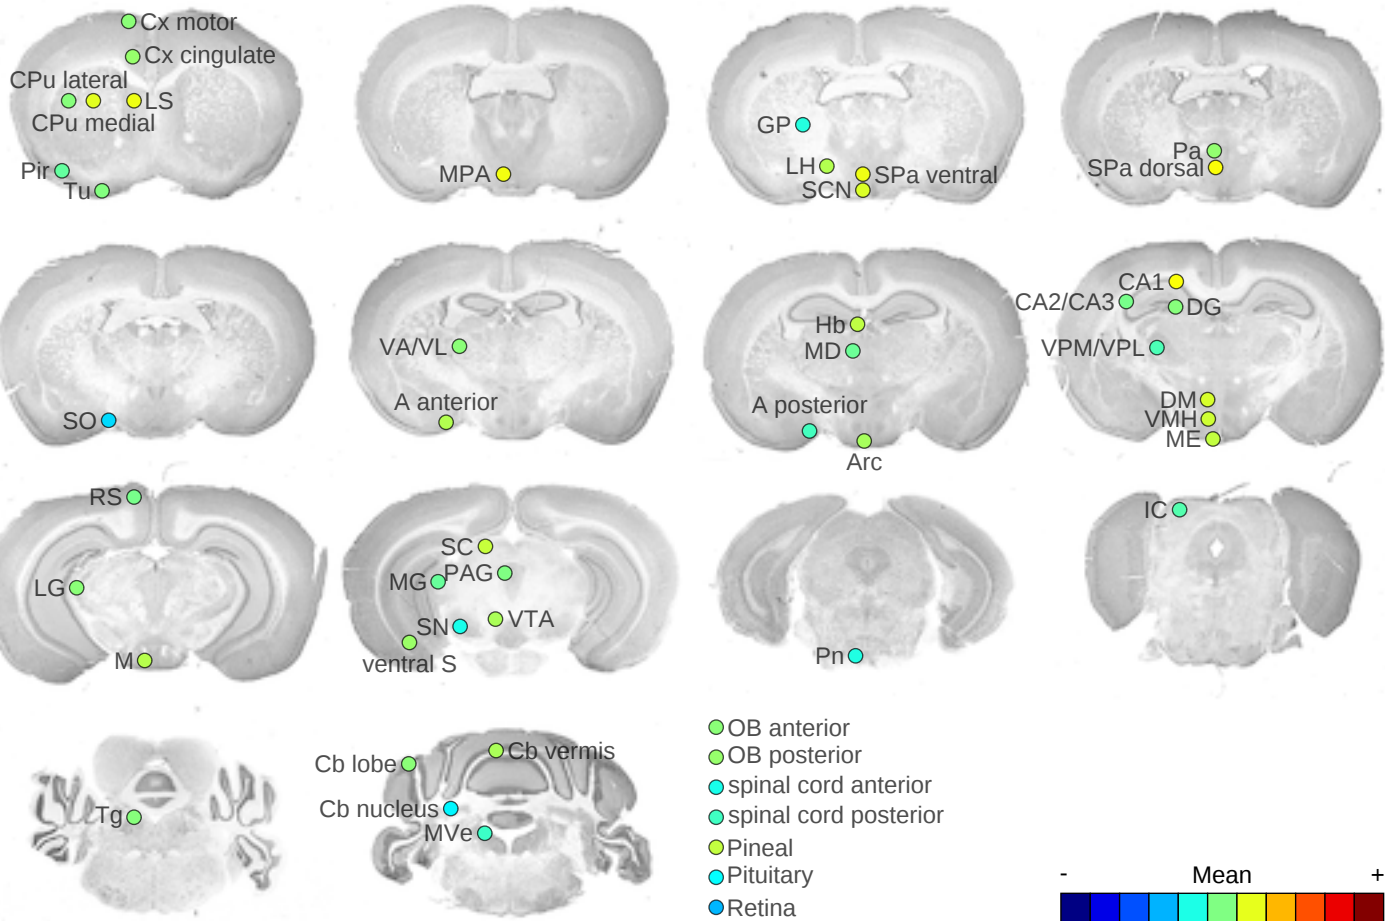 Cx motor
Cx cingulate
CPu lateral
LS
CPu medial
Pir
Tu
MPA
GP
LH
SPa ventral
SCN
Pa
SPa dorsal
SO
VA/VL
A anterior
Hb
MD
A posterior
Arc
CA1
CA2/CA3
DG
VPM/VPL
DM
VMH
ME
RS
LG
M
SC
MG
PAG
SN
VTA
ventral S
Pn
IC
Tg
Cb lobe
Cb vermis
Cb nucleus
MVe
OB anterior
OB posterior
spinal cord anterior
spinal cord posterior
Pineal
Pituitary
Retina
- Mean +